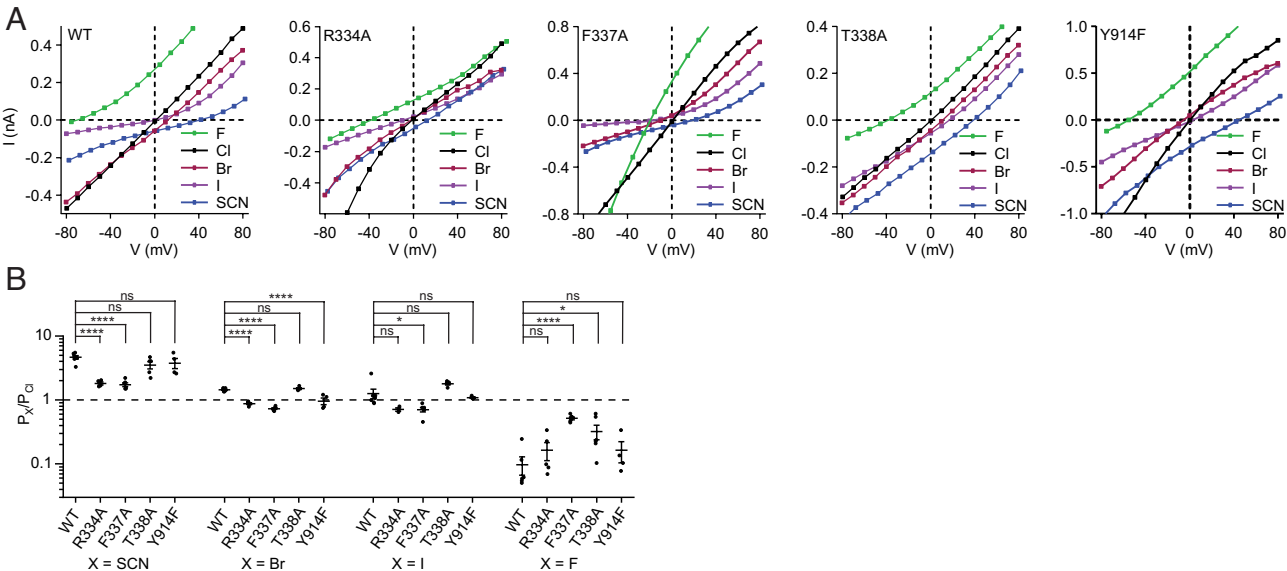 A
WT
R334A
F337A
T338A
Y914F
I (nA)
0.4
0.2
0.0
-0.2
-0.4
F
Cl
Br
I
SCN
-80 -40 0 40 80
V (mV)
0.6
0.4
0.2
0.0
-0.2
-0.4
F
Cl
Br
I
SCN
-80 -40 0 40 80
V (mV)
0.8
0.4
0.0
-0.4
-0.8
F
Cl
Br
I
SCN
-80 -40 0 40 80
V (mV)
0.4
0.2
0.0
-0.2
-0.4
F
Cl
Br
I
SCN
-80 -40 0 40 80
V (mV)
1.0
0.5
0.0
-0.5
-1.0
F
Cl
Br
I
SCN
-80 -40 0 40 80
V (mV)
B
ns
ns
****
****
****
ns
****
****
ns
ns
*
ns
ns
*
****
ns
PX/PCl
10
1
0.1
WT R334A F337A T338A Y914F
WT R334A F337A T338A Y914F
WT R334A F337A T338A Y914F
WT R334A F337A T338A Y914F
X = SCN
X = Br
X = I
X = F